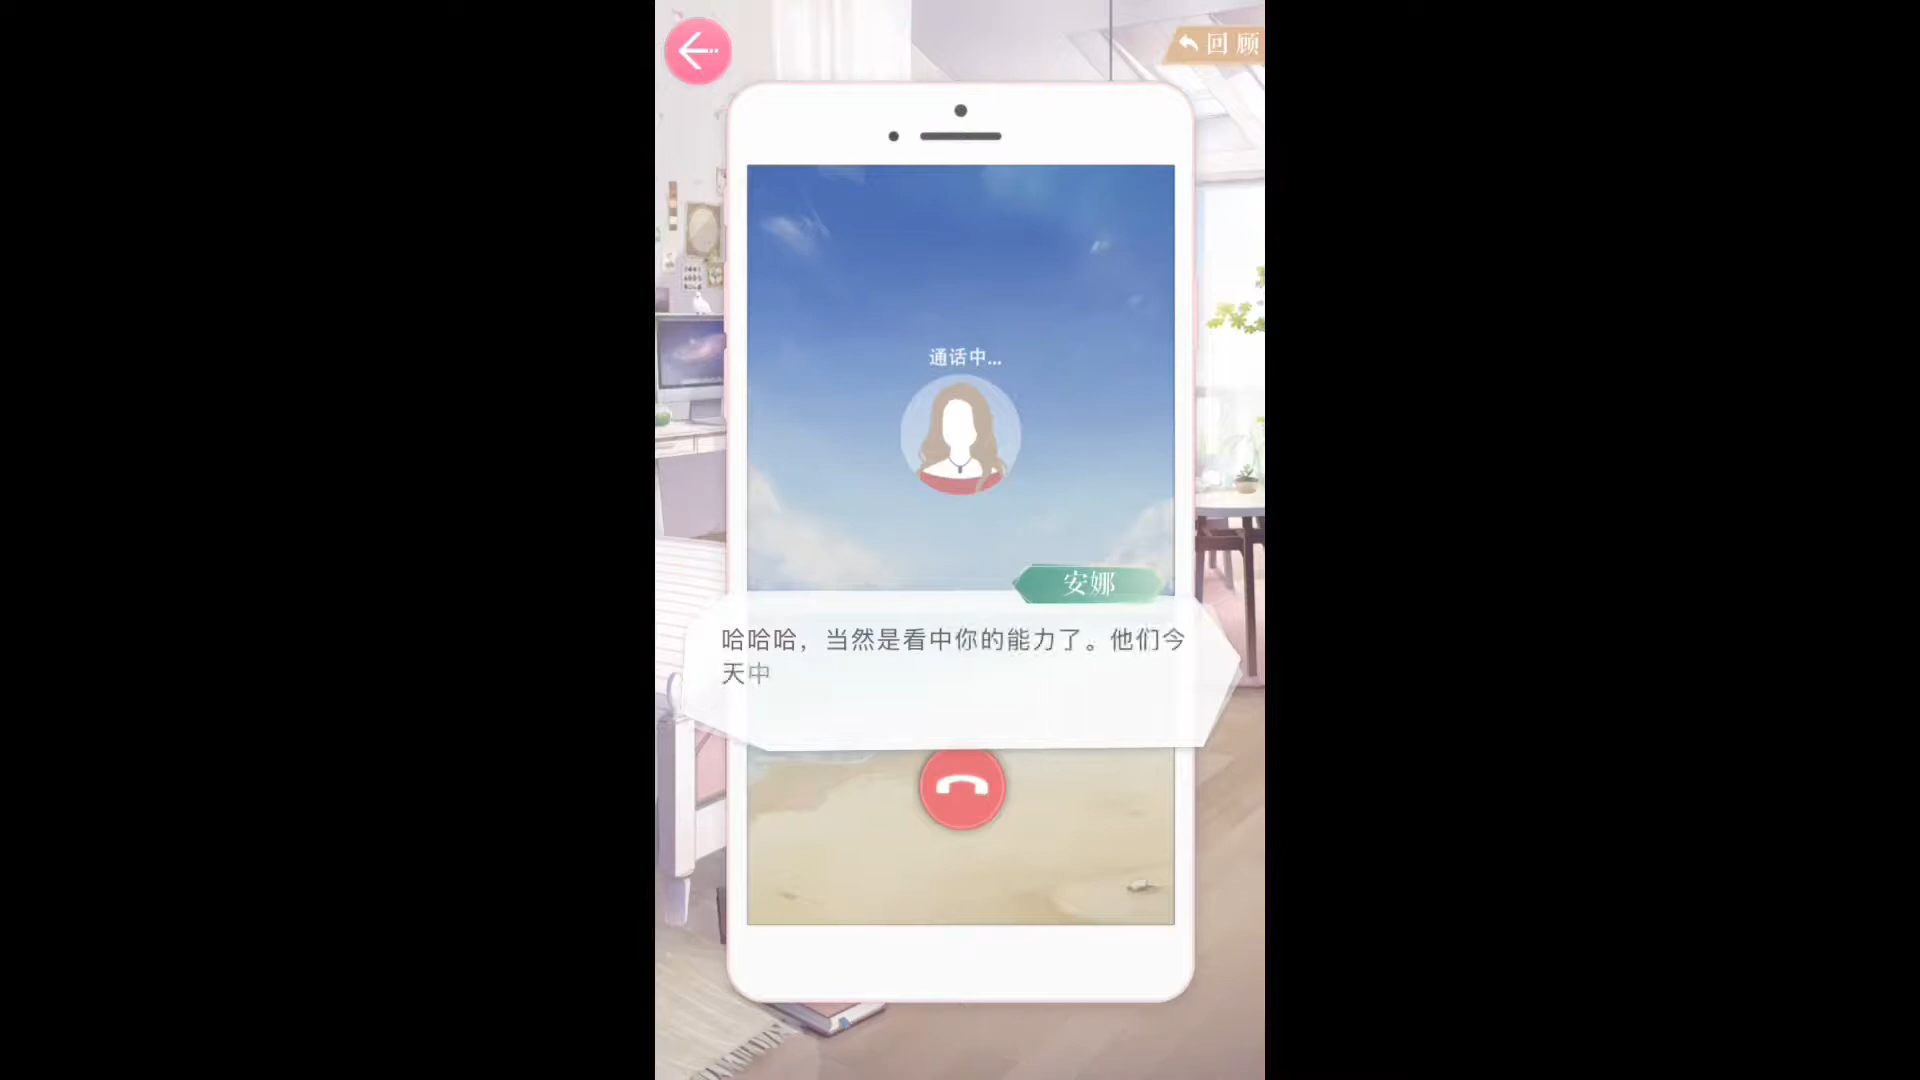 回顾
通话中...
安娜
哈哈哈，当然是看中你的能力了。他们今
天中